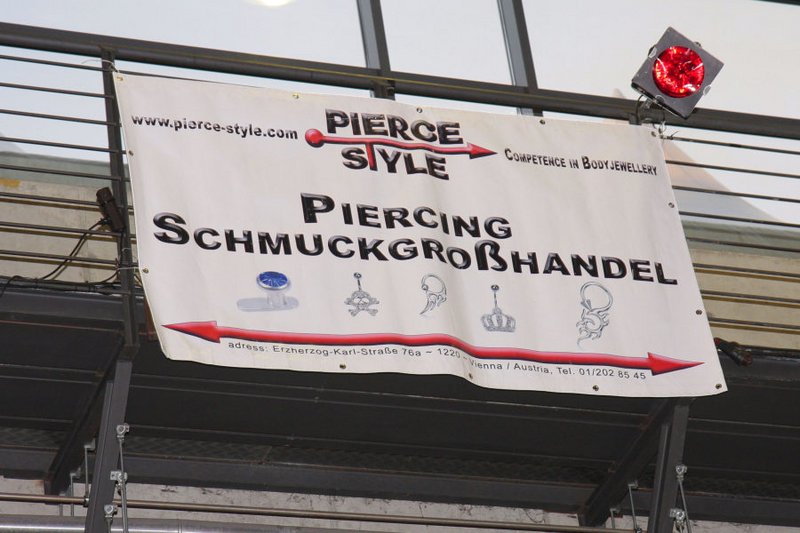 www.pierce-style.com
PIERCE
STYLE
COMPETENCE IN BODYJEWELLERY
PIERCING
SCHMUCKGROßHANDEL
adress: Erzherzog-Karl-Straße 76a ~ 1220 ~ Vienna / Austria, Tel. 01/202 85 45